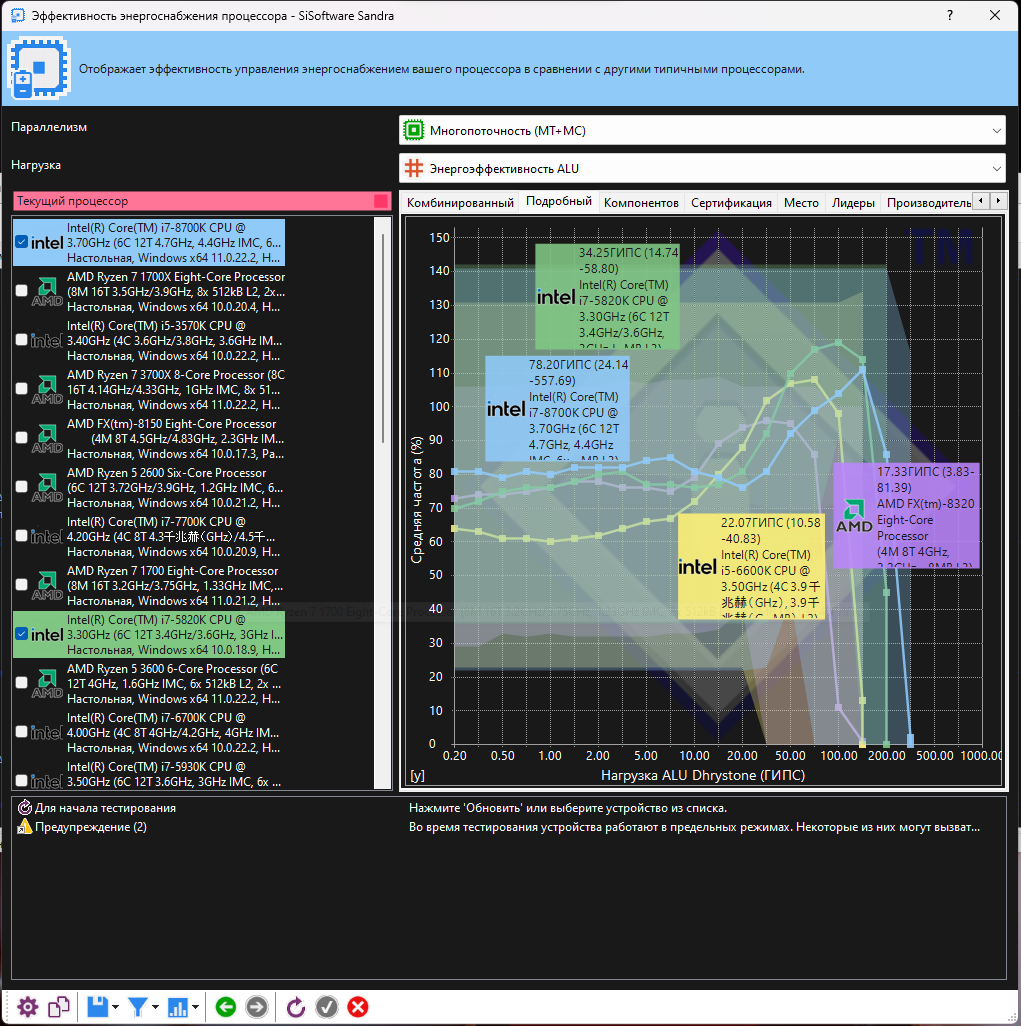 Эффективность энергоснабжения процессора - SiSoftware Sandra
?
Отображает эффективность управления энергоснабжением вашего процессора в сравнении с другими типичными процессорами.
Параллелизм
Многопоточность (MT+MC)
Нагрузка
Энергоэффективность ALU
Текущий процессор
intel
Intel(R) Core(TM) i7-8700K CPU @
3.70GHz (6C 12T 4.7GHz, 4.4GHz IMC, 6...
Настольная, Windows x64 11.0.22.2, H...
AMD
AMD Ryzen 7 1700X Eight-Core Processor
(8M 16T 3.5GHz/3.9GHz, 8x 512kB L2, 2x...
Настольная, Windows x64 10.0.20.4, H...
intel
Intel(R) Core(TM) i5-3570K CPU @
3.40GHz (4C 3.6GHz/3.8GHz, 3.6GHz IM...
Настольная, Windows x64 10.0.22.2, H...
AMD
AMD Ryzen 7 3700X 8-Core Processor (8C
16T 4.14GHz/4.33GHz, 1GHz IMC, 8x 51...
Настольная, Windows x64 11.0.22.2, H...
AMD
AMD FX(tm)-8150 Eight-Core Processor
(4M 8T 4.5GHz/4.83GHz, 2.3GHz IM...
Настольная, Windows x64 10.0.17.3, Pa...
AMD
AMD Ryzen 5 2600 Six-Core Processor
(6C 12T 3.72GHz/3.9GHz, 1.2GHz IMC, 6...
Настольная, Windows x64 10.0.21.2, H...
intel
Intel(R) Core(TM) i7-7700K CPU @
4.20GHz (4C 8T 4.3千兆赫(GHz)/4.5千...
Настольная, Windows x64 10.0.20.9, H...
AMD
AMD Ryzen 7 1700 Eight-Core Processor
(8M 16T 3.2GHz/3.75GHz, 1.33GHz IMC,...
Настольная, Windows x64 10.0.21.2, H...
intel
Intel(R) Core(TM) i7-5820K CPU @
3.30GHz (6C 12T 3.4GHz/3.6GHz, 3GHz I...
Настольная, Windows x64 10.0.18.9, H...
AMD
AMD Ryzen 5 3600 6-Core Processor (6C
12T 4GHz, 1.6GHz IMC, 6x 512kB L2, 2x ...
Настольная, Windows x64 11.0.22.2, H...
intel
Intel(R) Core(TM) i7-6700K CPU @
4.00GHz (4C 8T 4GHz/4.2GHz, 4GHz IM...
Настольная, Windows x64 10.0.22.2, H...
intel
Intel(R) Core(TM) i7-5930K CPU @
3.50GHz (6C 12T 3.6GHz, 3GHz IMC, 6x ...
Комбинированный Подробный Компонентов Сертификация Место Лидеры Производитель
TM
150
140
130
120
110
100
90
80
70
60
50
40
30
20
10
0
Средняя частота (%)
34.25ГИПС (14.74
-58.80)
intel
Intel(R) Core(TM)
i7-5820K CPU @
3.30GHz (6C 12T
3.4GHz/3.6GHz,
78.20ГИПС (24.14
-557.69)
intel
Intel(R) Core(TM)
i7-8700K CPU @
3.70GHz (6C 12T
4.7GHz, 4.4GHz
17.33ГИПС (3.83-
81.39)
AMD
AMD FX(tm)-8320
Eight-Core
Processor
(4M 8T 4GHz,
22.07ГИПС (10.58
-40.83)
intel
Intel(R) Core(TM)
i5-6600K CPU @
3.50GHz (4C 3.9千
兆赫(GHz), 3.9千
0.20 0.50 1.00 2.00 5.00 10.00 20.00 50.00 100.00 200.00 500.00 1000.00
[y]
Нагрузка ALU Dhrystone (ГИПС)
Для начала тестирования
Нажмите 'Обновить' или выберите устройство из списка.
Предупреждение (2)
Во время тестирования устройства работают в предельных режимах. Некоторые из них могут вызват...